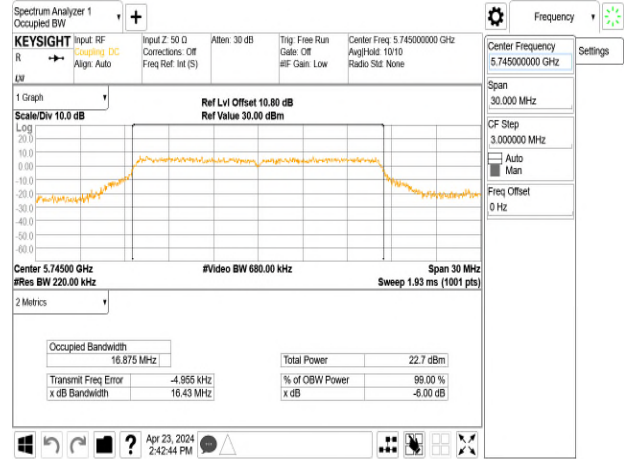 Spectrum Analyzer 1
Occupied BW
Frequency
KEYSIGHT
R
Input: RF
Coupling: DC
Align: Auto
Input Z: 50 Ω
Corrections: Off
Freq Ref: Int (S)
Atten: 30 dB
Trig: Free Run
Gate: Off
#IF Gain: Low
Center Freq: 5.745000000 GHz
Avg|Hold: 10/10
Radio Std: None
Center Frequency
5.745000000 GHz
Settings
Span
30.000 MHz
CF Step
3.000000 MHz
Auto
Man
Freq Offset
0 Hz
1 Graph
Scale/Div 10.0 dB
Ref Lvl Offset 10.80 dB
Ref Value 30.00 dBm
Log
20.0
10.0
0.00
-10.0
-20.0
-30.0
-40.0
-50.0
-60.0
Center 5.74500 GHz
#Video BW 680.00 kHz
Span 30 MHz
#Res BW 220.00 kHz
Sweep 1.93 ms (1001 pts)
2 Metrics
Occupied Bandwidth
16.875 MHz
Total Power 22.7 dBm
Transmit Freq Error -4.955 kHz
% of OBW Power 99.00 %
x dB Bandwidth 16.43 MHz
x dB -6.00 dB
Apr 23, 2024
2:42:44 PM